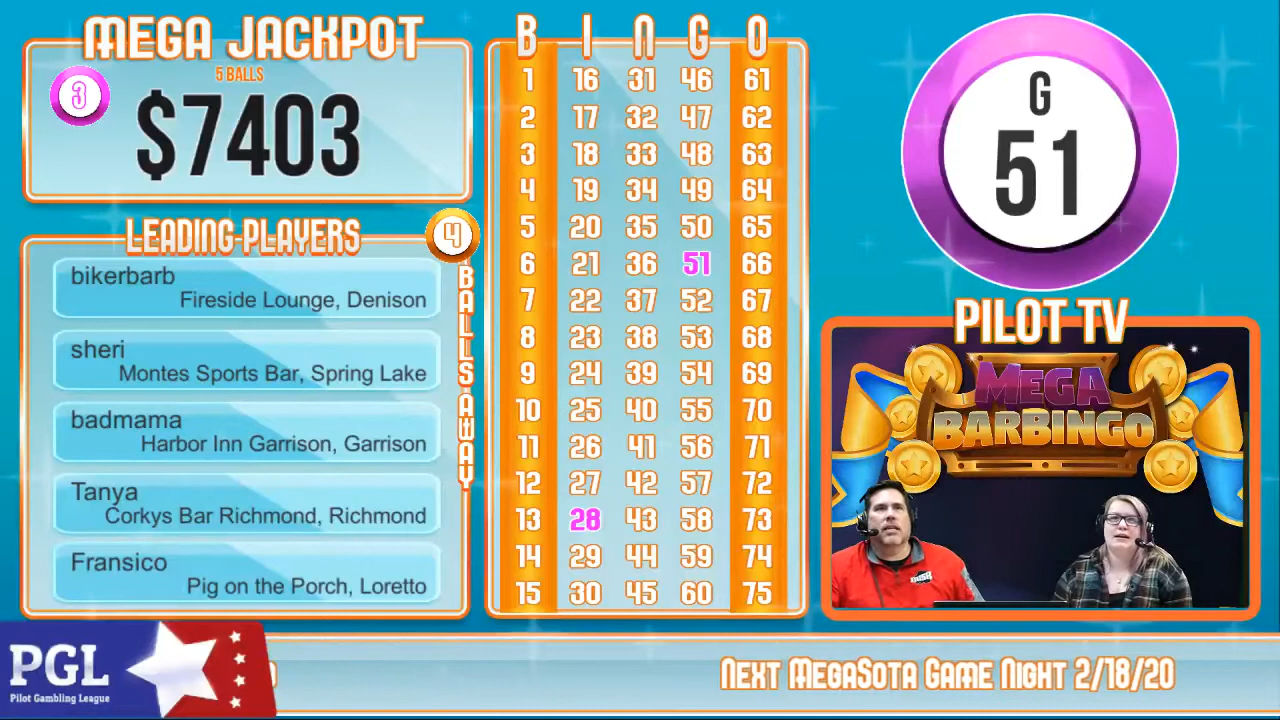 MEGA JACKPOT
5 BALLS
3
$7403
LEADING PLAYERS
4
BALLS AWAY
bikerbarb
Fireside Lounge, Denison
sheri
Montes Sports Bar, Spring Lake
badmama
Harbor Inn Garrison, Garrison
Tanya
Corkys Bar Richmond, Richmond
Fransico
Pig on the Porch, Loretto
B I N G O
1 16 31 46 61
2 17 32 47 62
3 18 33 48 63
4 19 34 49 64
5 20 35 50 65
6 21 36 51 66
7 22 37 52 67
8 23 38 53 68
9 24 39 54 69
10 25 40 55 70
11 26 41 56 71
12 27 42 57 72
13 28 43 58 73
14 29 44 59 74
15 30 45 60 75
G
51
PILOT TV
MEGA
BARBINGO
PGL
Pilot Gambling League
NEXT MEGASOTA GAME NIGHT 2/18/20